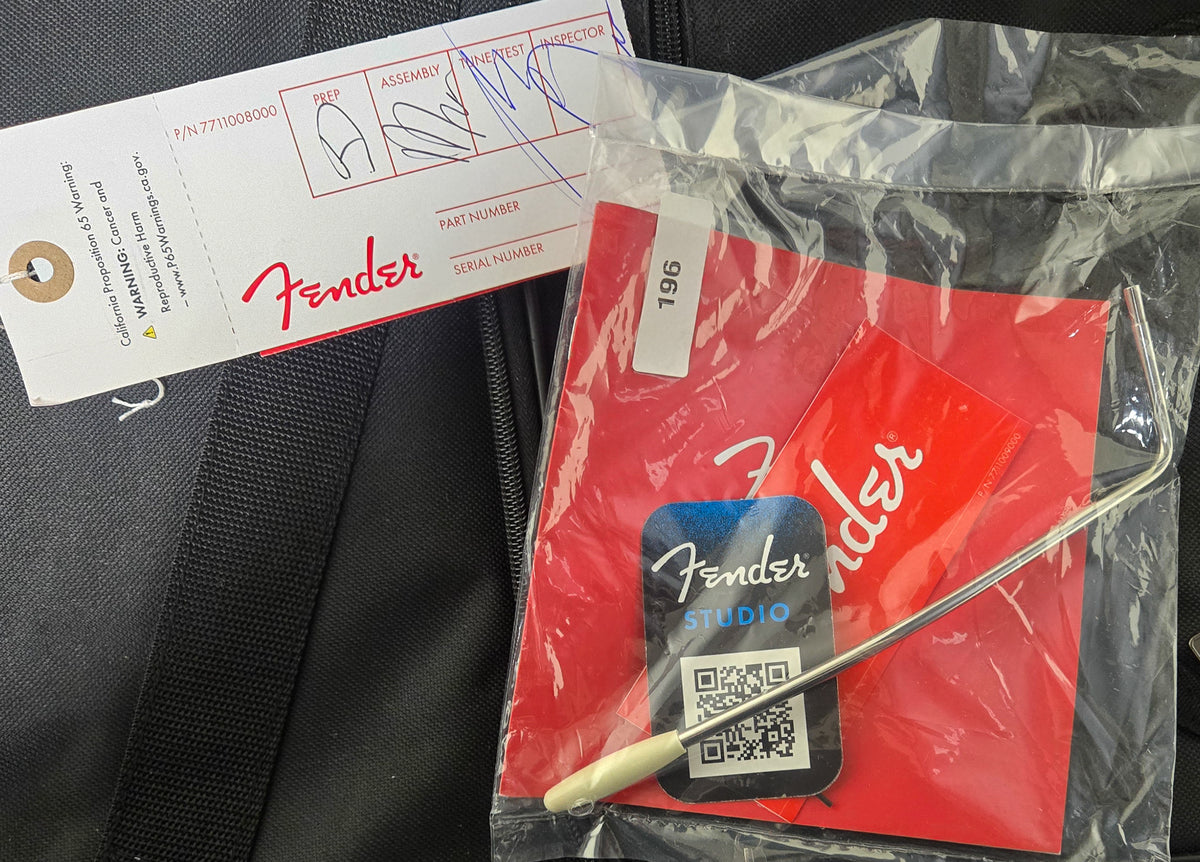 PREP
ASSEMBLY
TUNE/TEST
INSPECTOR
P/N 7711008000
PART NUMBER
SERIAL NUMBER
Fender®
California Proposition 65 Warning:
WARNING: Cancer and
Reproductive Harm
– www.P65Warnings.ca.gov.
196
Fender®
P/N 7711009000
Fender®
STUDIO